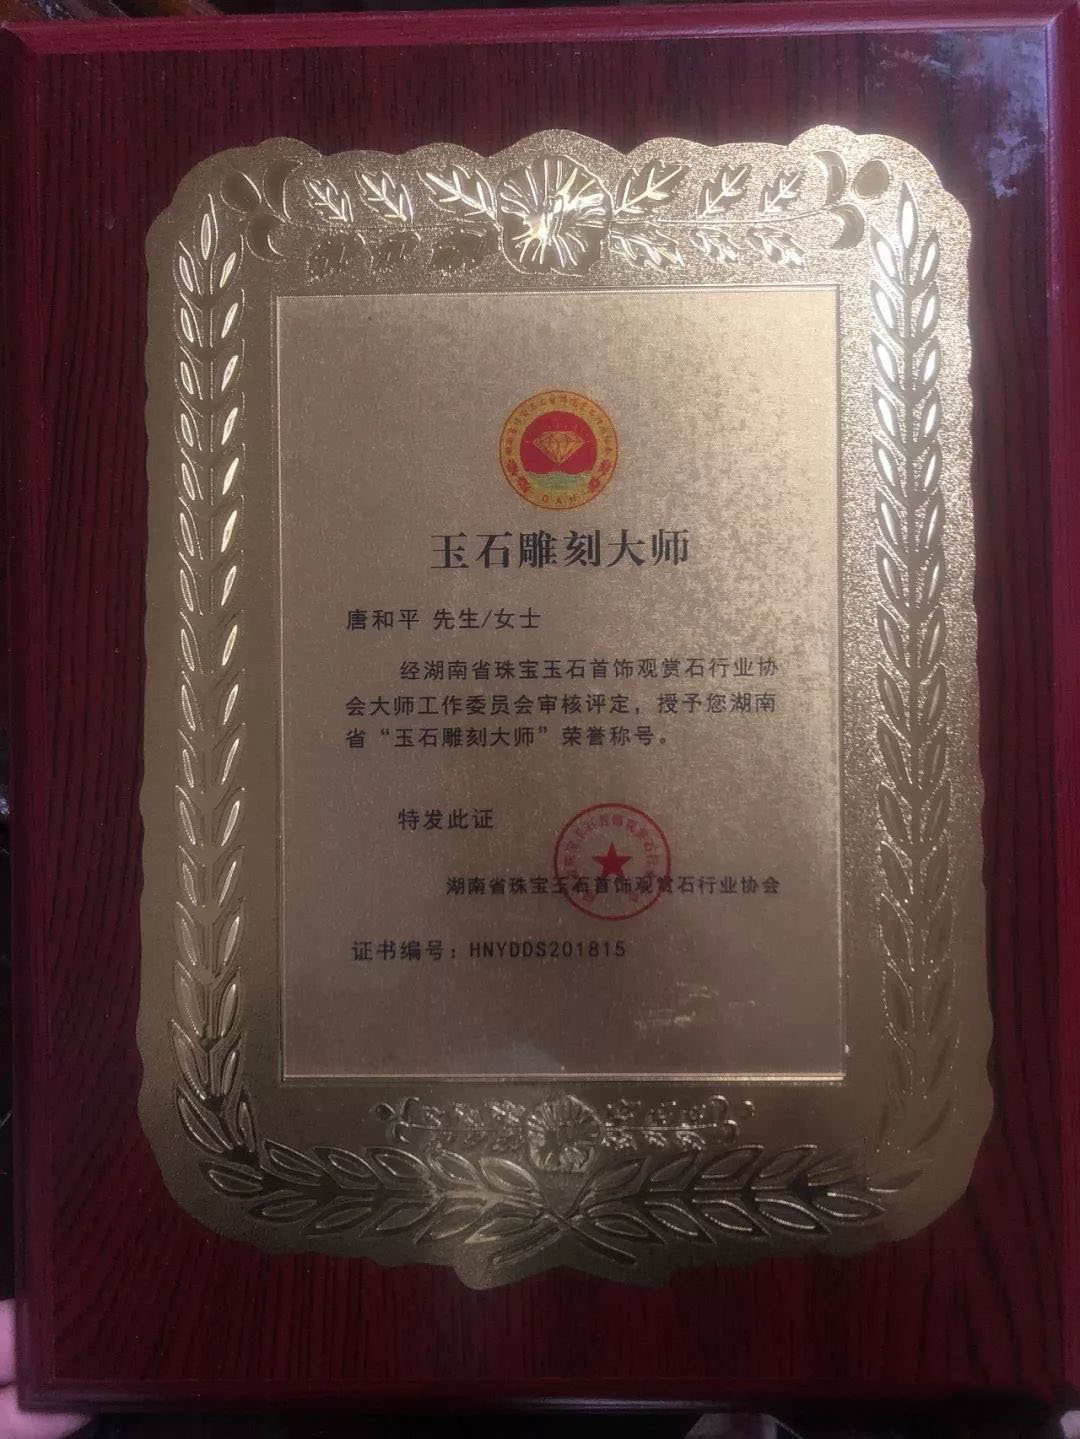 玉石雕刻大师
唐和平 先生/女士
经湖南省珠宝玉石首饰观赏石行业协
会大师工作委员会审核评定，授予您湖南
省“玉石雕刻大师”荣誉称号。
特发此证
湖南省珠宝玉石首饰观赏石行业协会
证书编号：HNYDDS201815